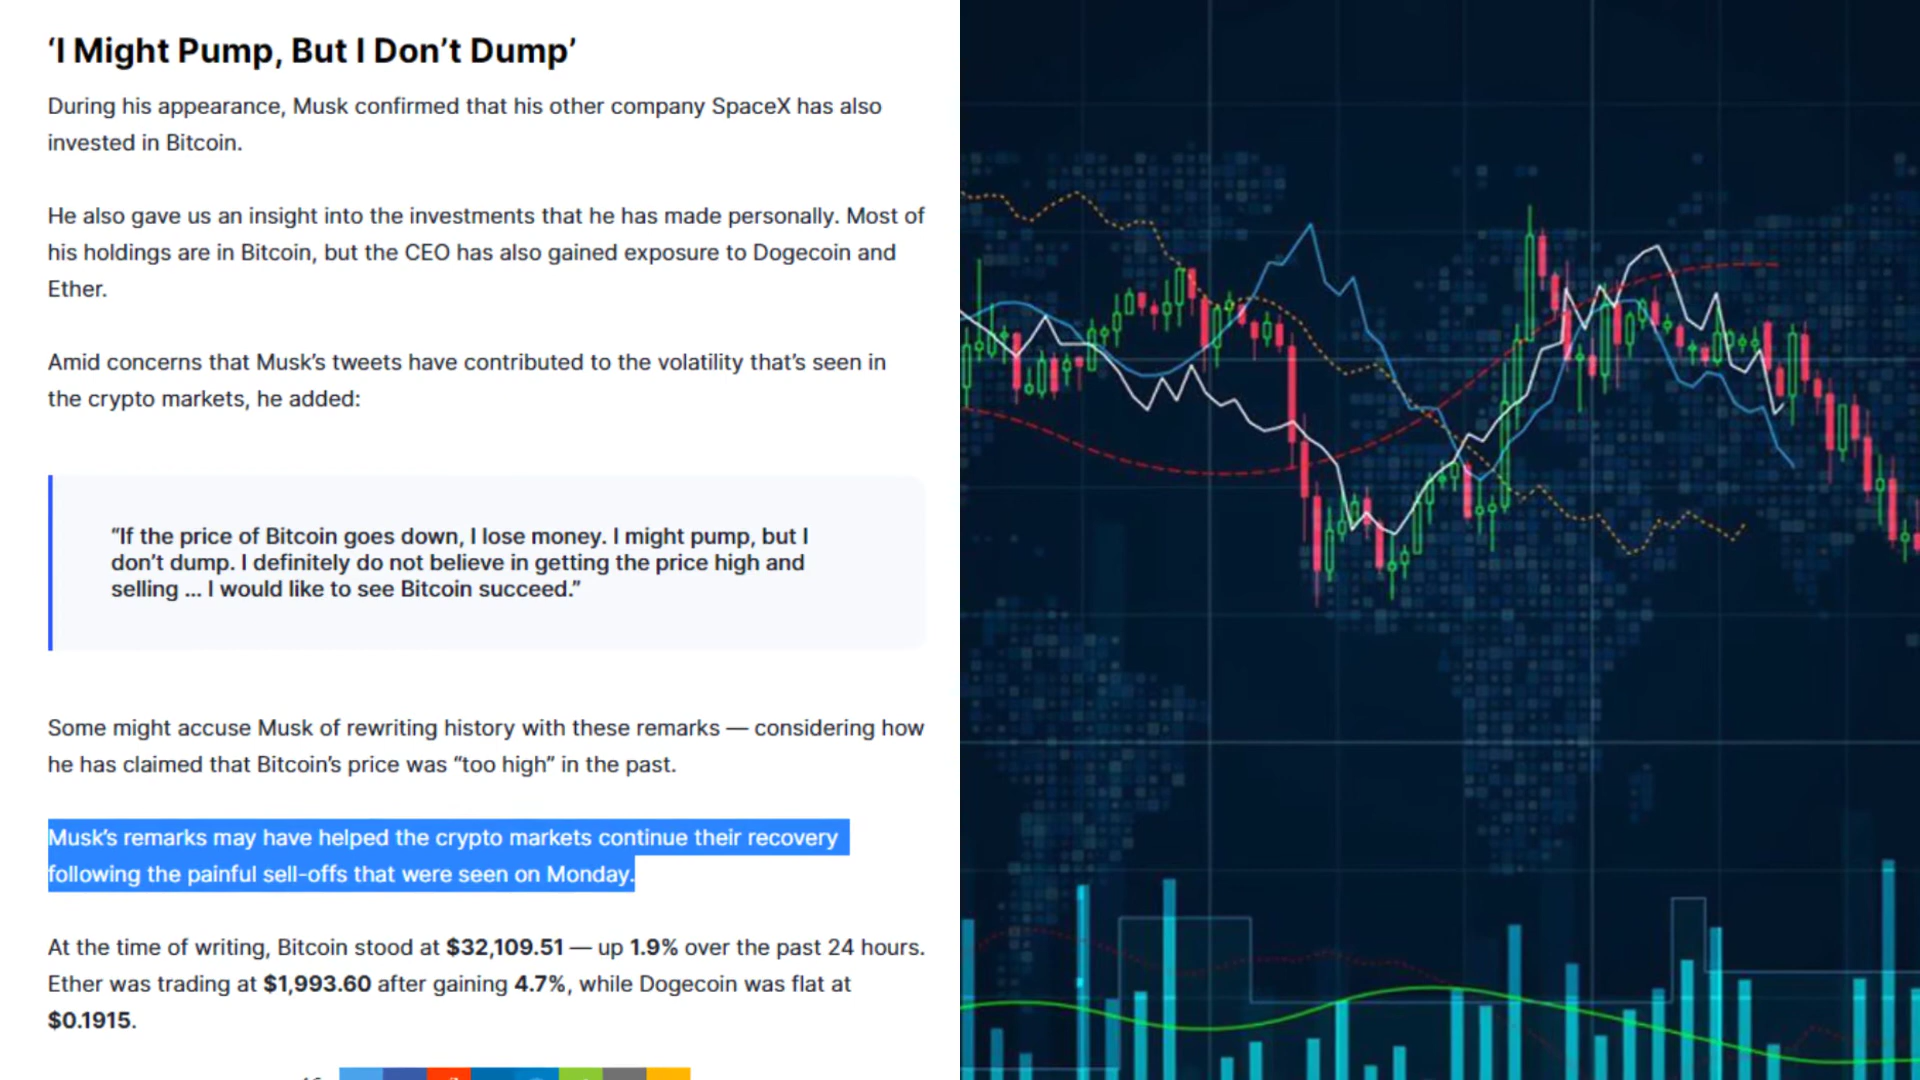 ‘I Might Pump, But I Don’t Dump’
During his appearance, Musk confirmed that his other company SpaceX has also
invested in Bitcoin.
He also gave us an insight into the investments that he has made personally. Most of
his holdings are in Bitcoin, but the CEO has also gained exposure to Dogecoin and
Ether.
Amid concerns that Musk’s tweets have contributed to the volatility that’s seen in
the crypto markets, he added:
“If the price of Bitcoin goes down, I lose money. I might pump, but I
don’t dump. I definitely do not believe in getting the price high and
selling ... I would like to see Bitcoin succeed.”
Some might accuse Musk of rewriting history with these remarks — considering how
he has claimed that Bitcoin’s price was “too high” in the past.
Musk’s remarks may have helped the crypto markets continue their recovery
following the painful sell-offs that were seen on Monday.
At the time of writing, Bitcoin stood at $32,109.51 — up 1.9% over the past 24 hours.
Ether was trading at $1,993.60 after gaining 4.7%, while Dogecoin was flat at
$0.1915.